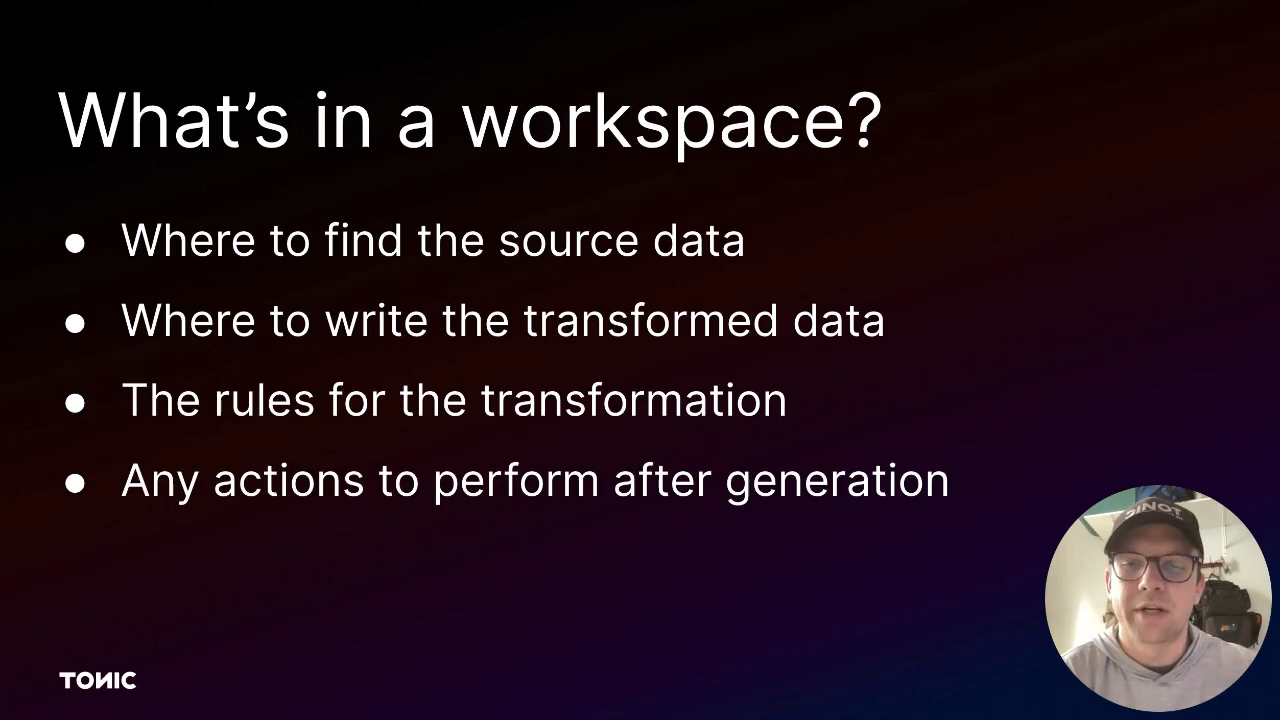 What’s in a workspace?
● Where to find the source data
● Where to write the transformed data
● The rules for the transformation
● Any actions to perform after generation
TONIC
TONIC